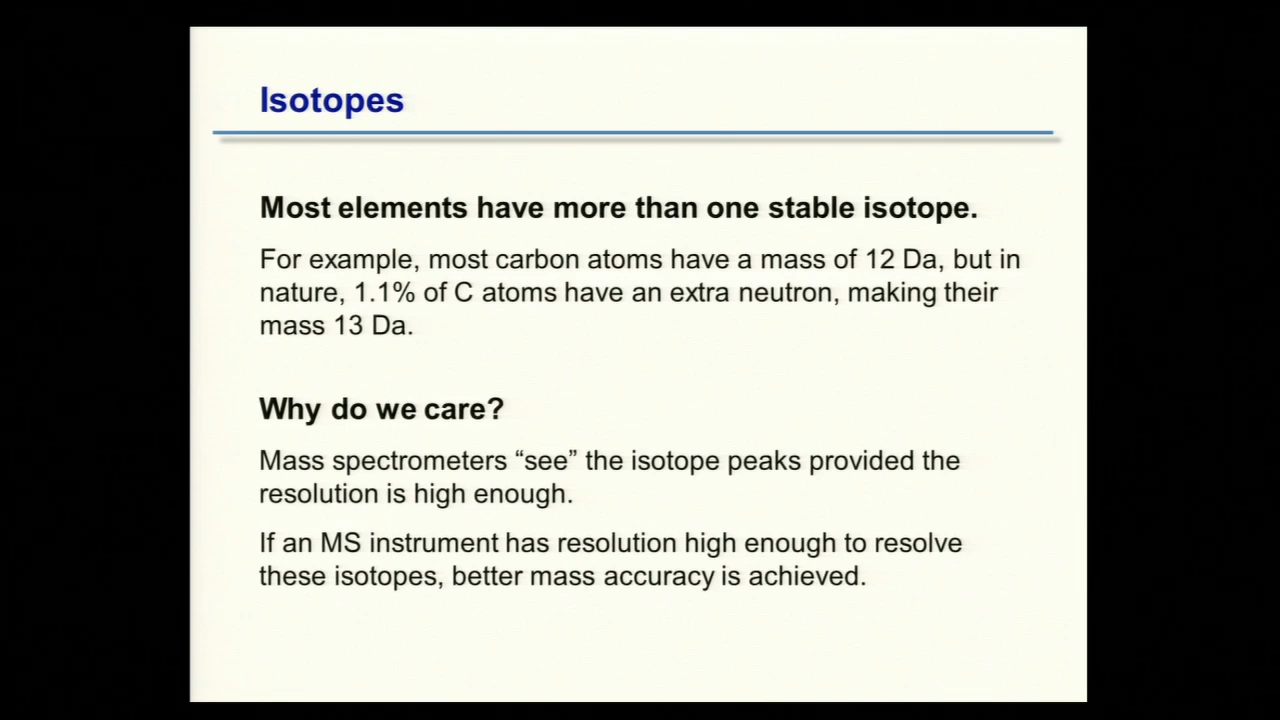 Isotopes
Most elements have more than one stable isotope.
For example, most carbon atoms have a mass of 12 Da, but in
nature, 1.1% of C atoms have an extra neutron, making their
mass 13 Da.
Why do we care?
Mass spectrometers “see” the isotope peaks provided the
resolution is high enough.
If an MS instrument has resolution high enough to resolve
these isotopes, better mass accuracy is achieved.